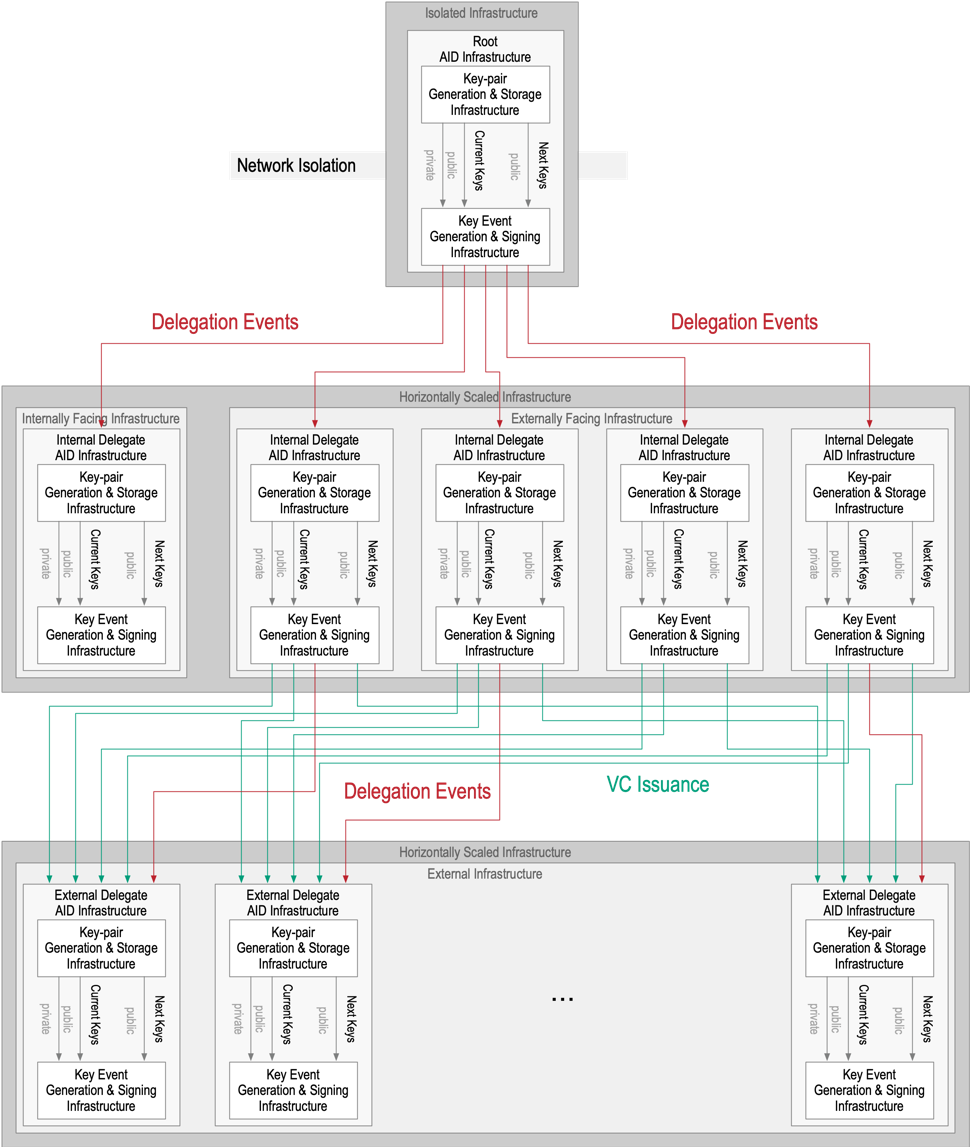 Isolated Infrastructure
Root
AID Infrastructure
Key-pair
Generation & Storage
Infrastructure
private
public
Current Keys
public
Next Keys
Network Isolation
Key Event
Generation & Signing
Infrastructure
Delegation Events
Delegation Events
Horizontally Scaled Infrastructure
Internally Facing Infrastructure
Externally Facing Infrastructure
Internal Delegate
AID Infrastructure
Key-pair
Generation & Storage
Infrastructure
private
public
Current Keys
public
Next Keys
Key Event
Generation & Signing
Infrastructure
Internal Delegate
AID Infrastructure
Key-pair
Generation & Storage
Infrastructure
private
public
Current Keys
public
Next Keys
Key Event
Generation & Signing
Infrastructure
Internal Delegate
AID Infrastructure
Key-pair
Generation & Storage
Infrastructure
private
public
Current Keys
public
Next Keys
Key Event
Generation & Signing
Infrastructure
Internal Delegate
AID Infrastructure
Key-pair
Generation & Storage
Infrastructure
private
public
Current Keys
public
Next Keys
Key Event
Generation & Signing
Infrastructure
Internal Delegate
AID Infrastructure
Key-pair
Generation & Storage
Infrastructure
private
public
Current Keys
public
Next Keys
Key Event
Generation & Signing
Infrastructure
Delegation Events
VC Issuance
Horizontally Scaled Infrastructure
External Infrastructure
External Delegate
AID Infrastructure
Key-pair
Generation & Storage
Infrastructure
private
public
Current Keys
public
Next Keys
Key Event
Generation & Signing
Infrastructure
External Delegate
AID Infrastructure
Key-pair
Generation & Storage
Infrastructure
private
public
Current Keys
public
Next Keys
Key Event
Generation & Signing
Infrastructure
...
External Delegate
AID Infrastructure
Key-pair
Generation & Storage
Infrastructure
private
public
Current Keys
public
Next Keys
Key Event
Generation & Signing
Infrastructure